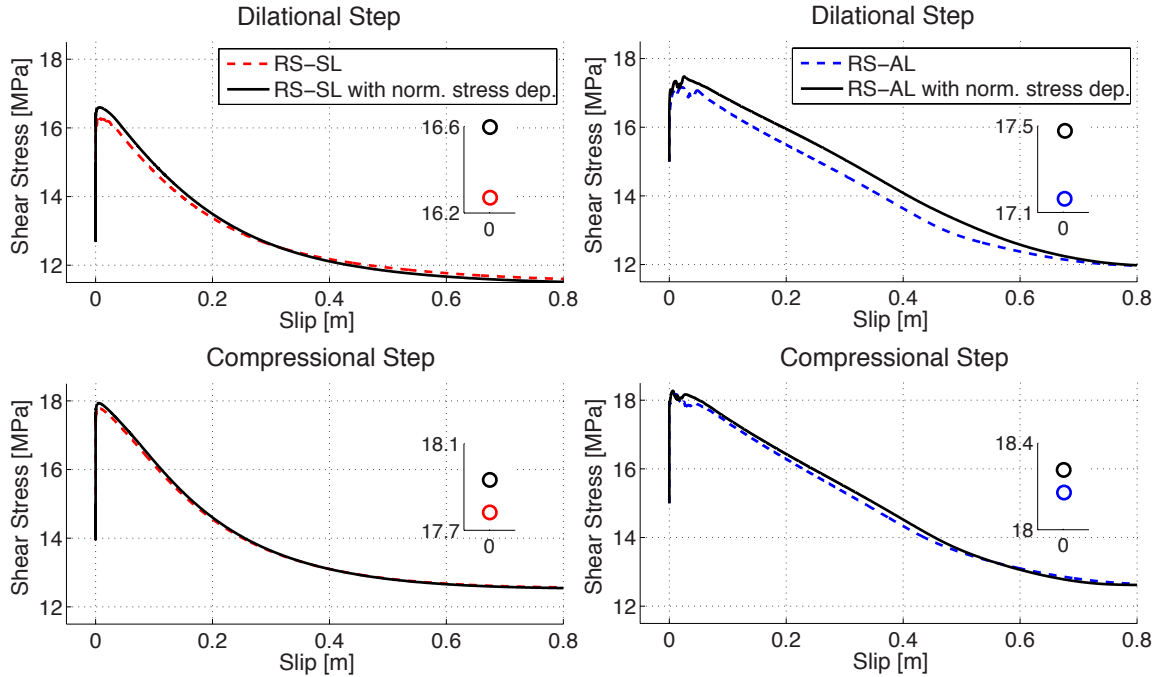 Dilational Step
18
16
14
12
Shear Stress [MPa]
RS-SL
RS-SL with norm. stress dep.
16.6
16.2
0
0 0.2 0.4 0.6 0.8
Slip [m]
Dilational Step
18
16
14
12
Shear Stress [MPa]
RS-AL
RS-AL with norm. stress dep.
17.5
17.1
0
0 0.2 0.4 0.6 0.8
Slip [m]
Compressional Step
18
16
14
12
Shear Stress [MPa]
18.1
17.7
0
0 0.2 0.4 0.6 0.8
Slip [m]
Compressional Step
18
16
14
12
Shear Stress [MPa]
18.4
18
0
0 0.2 0.4 0.6 0.8
Slip [m]